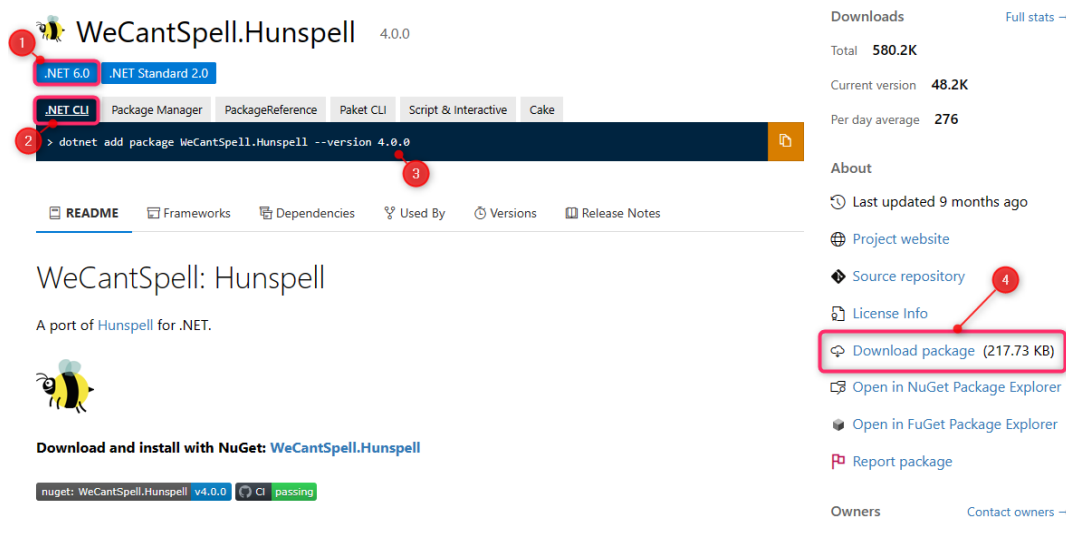 WeCantSpell.Hunspell 4.0.0
1
.NET 6.0 .NET Standard 2.0
.NET CLI Package Manager PackageReference Paket CLI Script & Interactive Cake
2
> dotnet add package WeCantSpell.Hunspell --version 4.0.0
3
README Frameworks Dependencies Used By Versions Release Notes
WeCantSpell: Hunspell
A port of Hunspell for .NET.
Download and install with NuGet: WeCantSpell.Hunspell
nuget: WeCantSpell.Hunspell v4.0.0 CI passing
Downloads Full stats →
Total 580.2K
Current version 48.2K
Per day average 276
About
Last updated 9 months ago
Project website
Source repository
4
License Info
Download package (217.73 KB)
Open in NuGet Package Explorer
Open in FuGet Package Explorer
Report package
Owners Contact owners →